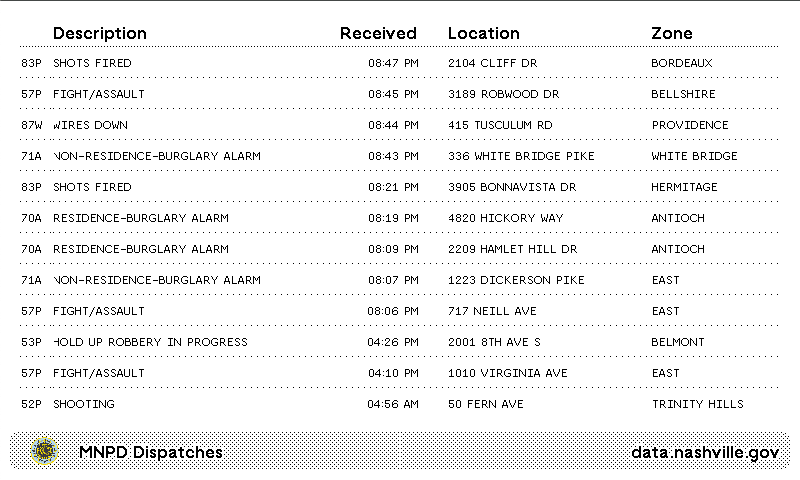 Description Received Location Zone
83P SHOTS FIRED 08:47 PM 2104 CLIFF DR BORDEAUX
57P FIGHT/ASSAULT 08:45 PM 3189 ROBWOOD DR BELLSHIRE
87W WIRES DOWN 08:44 PM 415 TUSCULUM RD PROVIDENCE
71A NON-RESIDENCE-BURGLARY ALARM 08:43 PM 336 WHITE BRIDGE PIKE WHITE BRIDGE
83P SHOTS FIRED 08:21 PM 3905 BONNAVISTA DR HERMITAGE
70A RESIDENCE-BURGLARY ALARM 08:19 PM 4820 HICKORY WAY ANTIOCH
70A RESIDENCE-BURGLARY ALARM 08:09 PM 2209 HAMLET HILL DR ANTIOCH
71A NON-RESIDENCE-BURGLARY ALARM 08:07 PM 1223 DICKERSON PIKE EAST
57P FIGHT/ASSAULT 08:06 PM 717 NEILL AVE EAST
53P HOLD UP ROBBERY IN PROGRESS 04:26 PM 2001 8TH AVE S BELMONT
57P FIGHT/ASSAULT 04:10 PM 1010 VIRGINIA AVE EAST
52P SHOOTING 04:56 AM 50 FERN AVE TRINITY HILLS
MNPD Dispatches data.nashville.gov